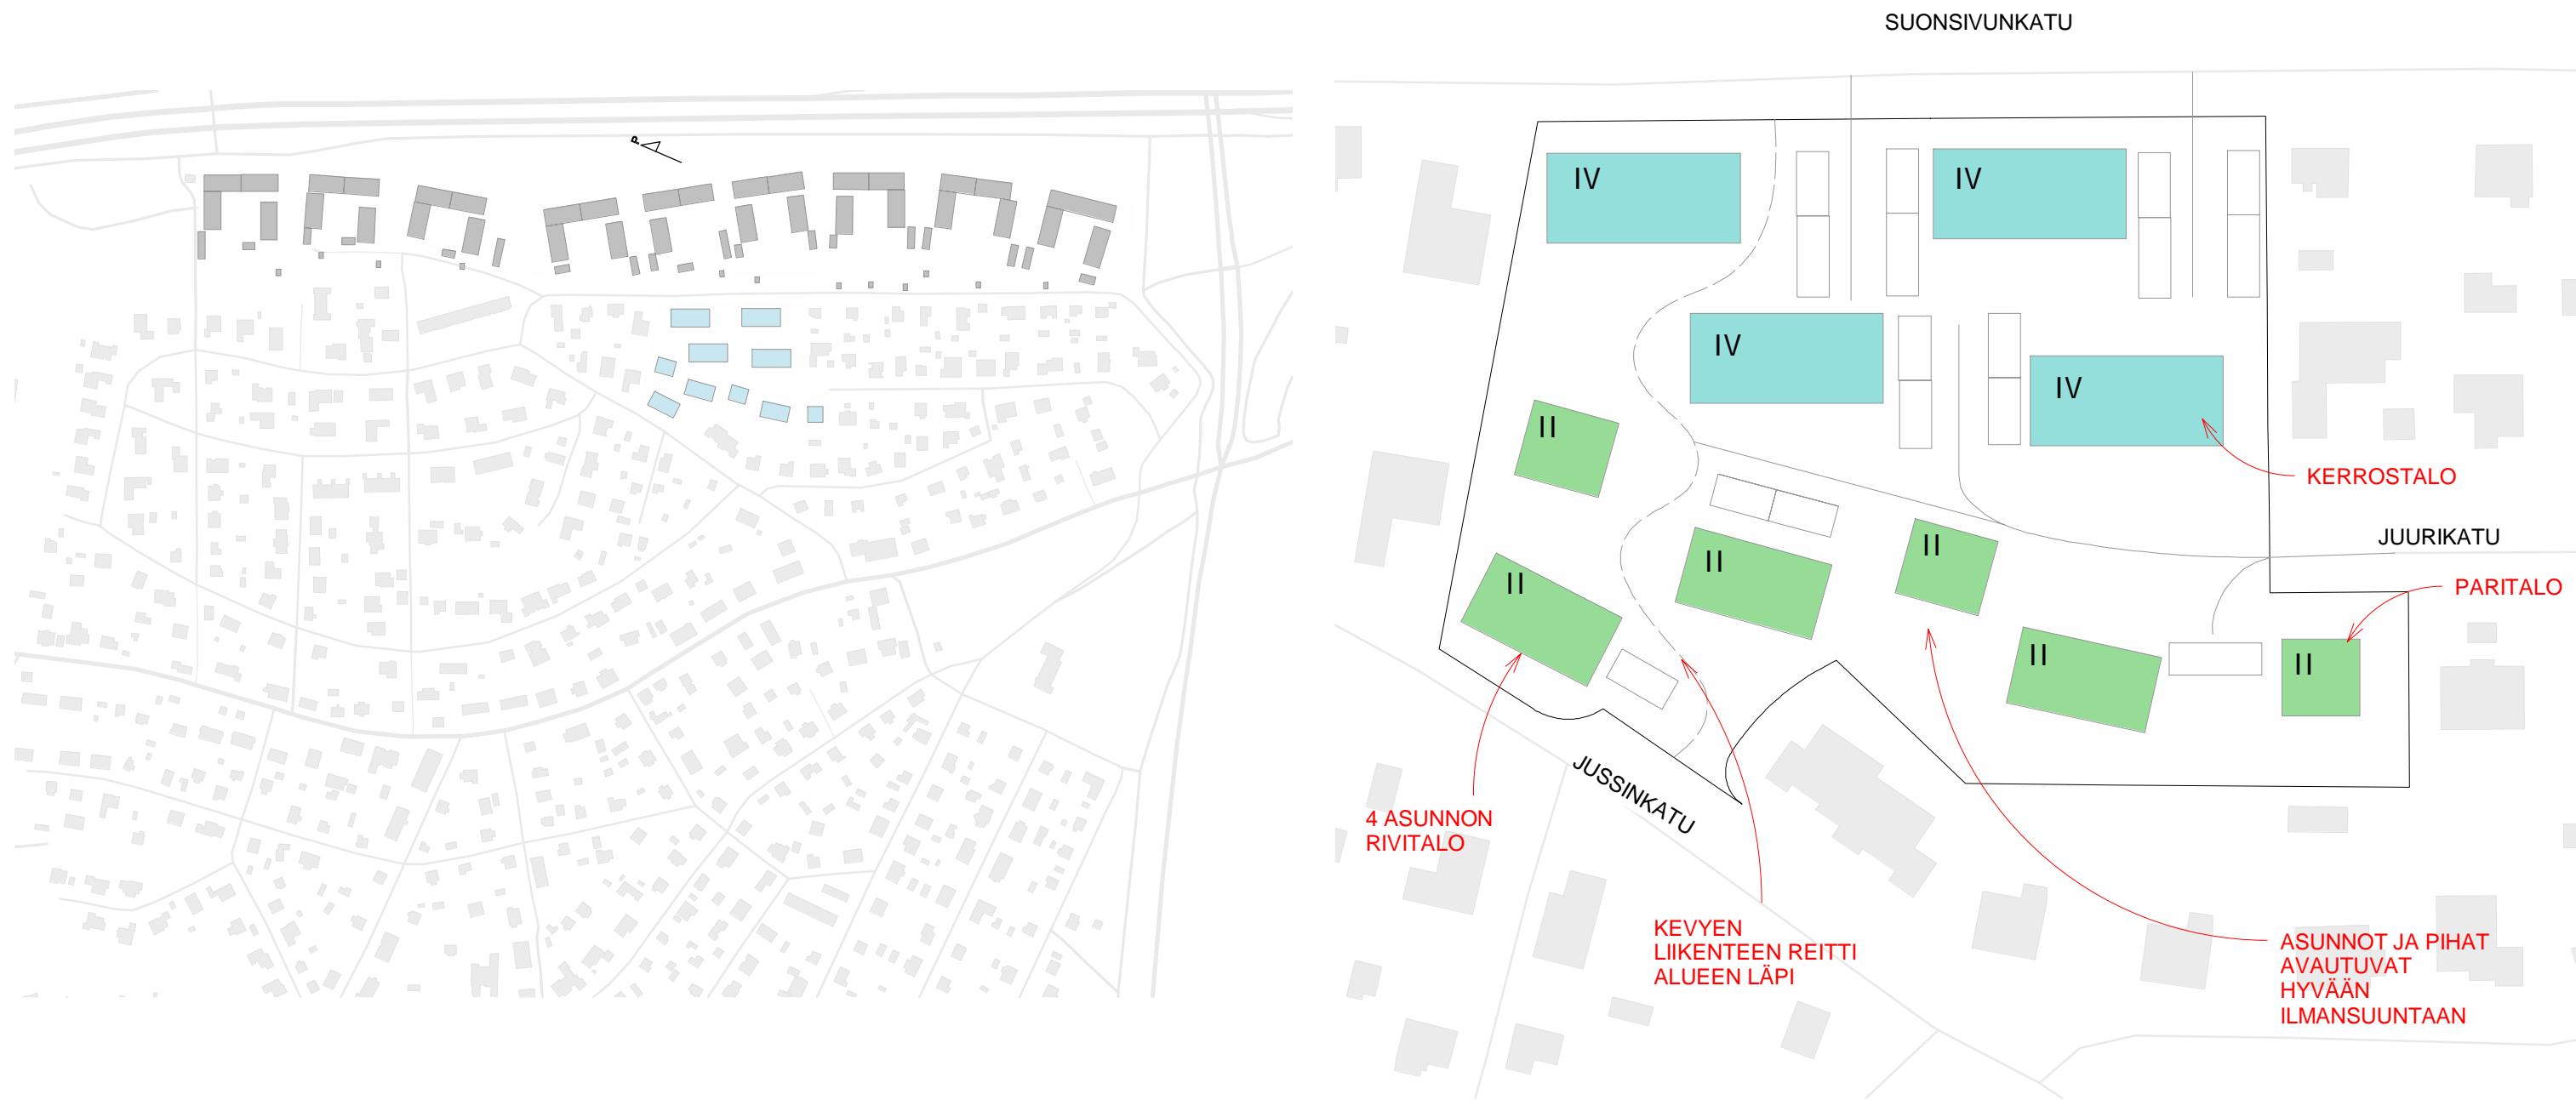 SUONSIVUNKATU
P
IV
IV
IV
IV
II
KERROSTALO
JUURIKATU
II
II
II
PARITALO
II
II
JUSSINKATU
4 ASUNNON
RIVITALO
KEVYEN
LIIKENTEEN REITTI
ALUEEN LÄPI
ASUNNOT JA PIHAT
AVAUTUVAT
HYVÄÄN
ILMANSUUNTAAN